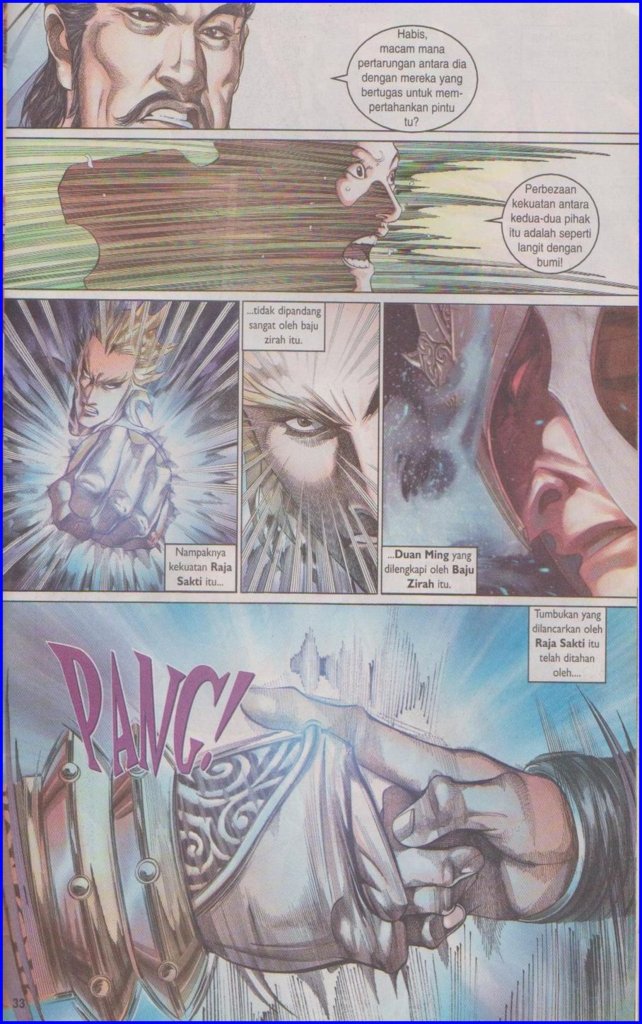 Habis,
macam mana
pertarungan antara dia
dengan mereka yang
bertugas untuk mem-
pertahankan pintu
tu?
Perbezaan
kekuatan antara
kedua-dua pihak
itu adalah seperti
langit dengan
bumi!
Nampaknya
kekuatan Raja
Sakti itu...
...tidak dipandang
sangat oleh baju
zirah itu.
...Duan Ming yang
dilengkapi oleh Baju
Zirah itu.
Tumbukan yang
dilancarkan oleh
Raja Sakti itu
telah ditahan
oleh....
PANG!
33